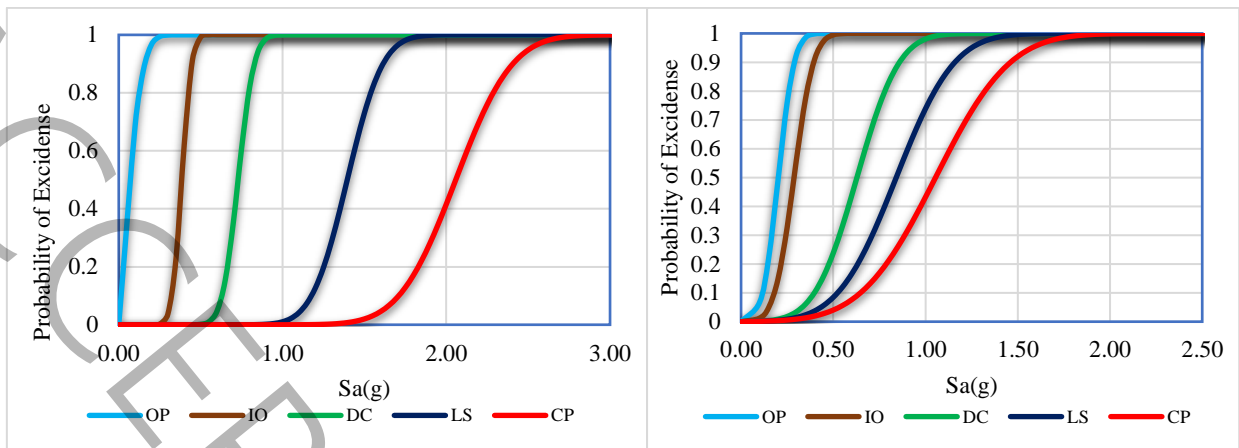 Probability of Excidense
1
0.8
0.6
0.4
0.2
0
0.00 1.00 2.00 3.00
Sa(g)
OP IO DC LS CP
Probability of Excidense
1
0.9
0.8
0.7
0.6
0.5
0.4
0.3
0.2
0.1
0
0.00 0.50 1.00 1.50 2.00 2.50
Sa(g)
OP IO DC LS CP